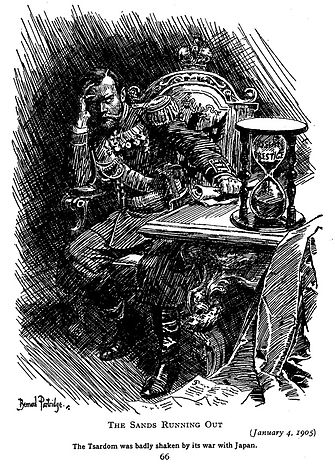 Bernard Partridge.
THE SANDS RUNNING OUT
(January 4, 1905)
The Tsardom was badly shaken by its war with Japan.
66